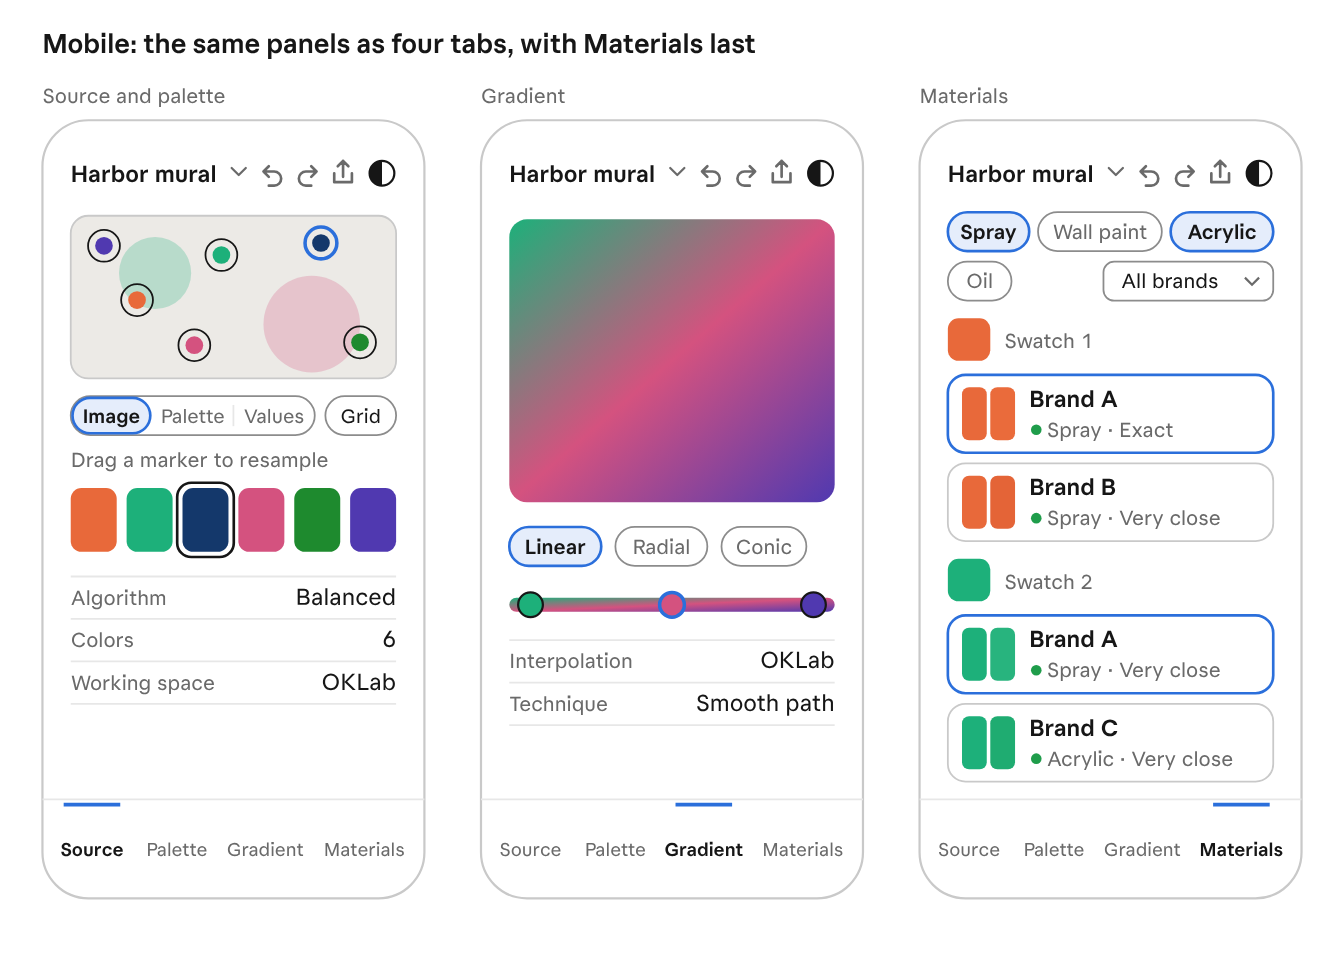 Mobile: the same panels as four tabs, with Materials last
Source and palette
Harbor mural
Image Palette Values Grid
Drag a marker to resample
Algorithm Balanced
Colors 6
Working space OKLab
Source Palette Gradient Materials
Gradient
Harbor mural
Linear Radial Conic
Interpolation OKLab
Technique Smooth path
Source Palette Gradient Materials
Materials
Harbor mural
Spray Wall paint Acrylic
Oil All brands
Swatch 1
Brand A
Spray · Exact
Brand B
Spray · Very close
Swatch 2
Brand A
Spray · Very close
Brand C
Acrylic · Very close
Source Palette Gradient Materials